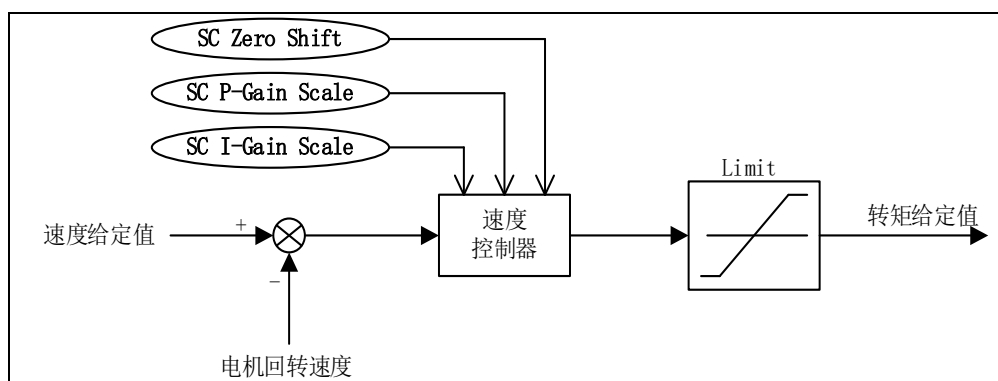 SC Zero Shift
SC P-Gain Scale
SC I-Gain Scale
Limit
速度给定值
+
速度
控制器
转矩给定值
-
电机回转速度